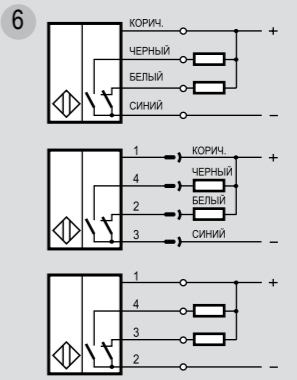 6
КОРИЧ. +
ЧЕРНЫЙ
БЕЛЫЙ
СИНИЙ −
1 КОРИЧ. +
4 ЧЕРНЫЙ
2 БЕЛЫЙ
3 СИНИЙ −
1 +
4
3
2 −